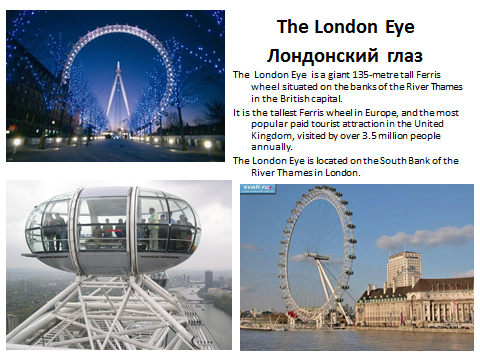 The London Eye
Лондонский глаз
The London Eye is a giant 135-metre tall Ferris
wheel situated on the banks of the River Thames
in the British capital.
It is the tallest Ferris wheel in Europe, and the most
popular paid tourist attraction in the United
Kingdom, visited by over 3.5 million people
annually.
The London Eye is located on the South Bank of the
River Thames in London.
svali.ru